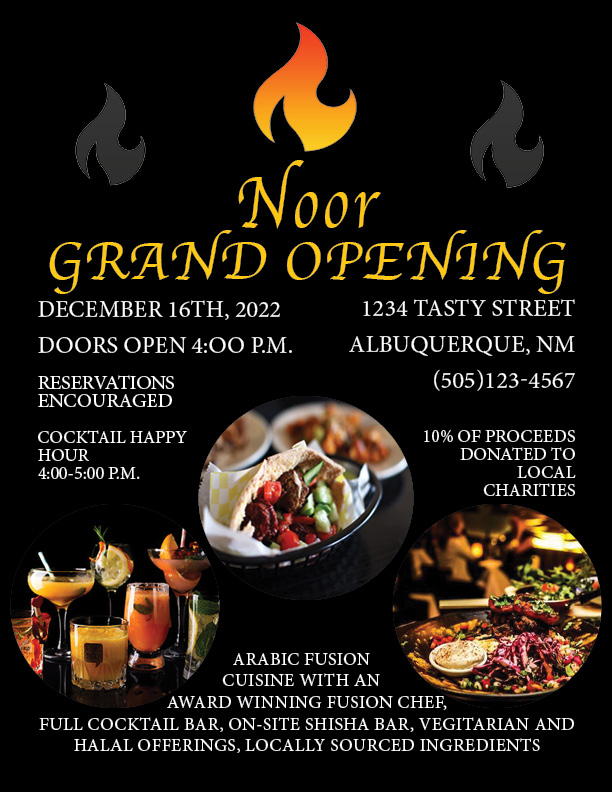 Noor
GRAND OPENING
DECEMBER 16TH, 2022
DOORS OPEN 4:OO P.M.
RESERVATIONS
ENCOURAGED
COCKTAIL HAPPY
HOUR
4:00-5:00 P.M.
1234 TASTY STREET
ALBUQUERQUE, NM
(505)123-4567
10% OF PROCEEDS
DONATED TO
LOCAL
CHARITIES
ARABIC FUSION
CUISINE WITH AN
AWARD WINNING FUSION CHEF,
FULL COCKTAIL BAR, ON-SITE SHISHA BAR, VEGITARIAN AND
HALAL OFFERINGS, LOCALLY SOURCED INGREDIENTS